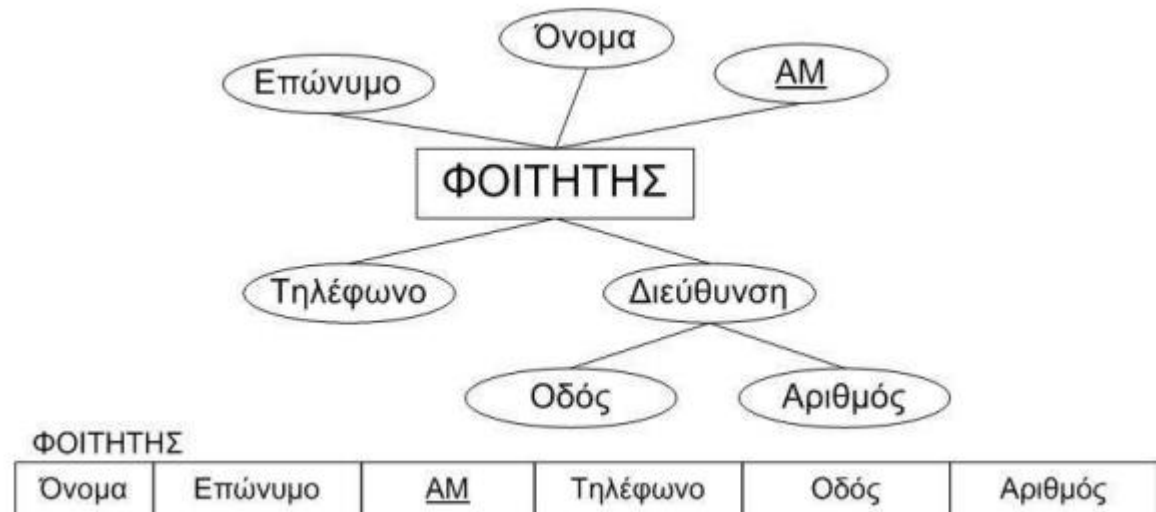 Όνομα
Επώνυμο
ΑΜ
ΦΟΙΤΗΤΗΣ
Τηλέφωνο
Διεύθυνση
Οδός
Αριθμός
ΦΟΙΤΗΤΗΣ
Όνομα Επώνυμο ΑΜ Τηλέφωνο Οδός Αριθμός